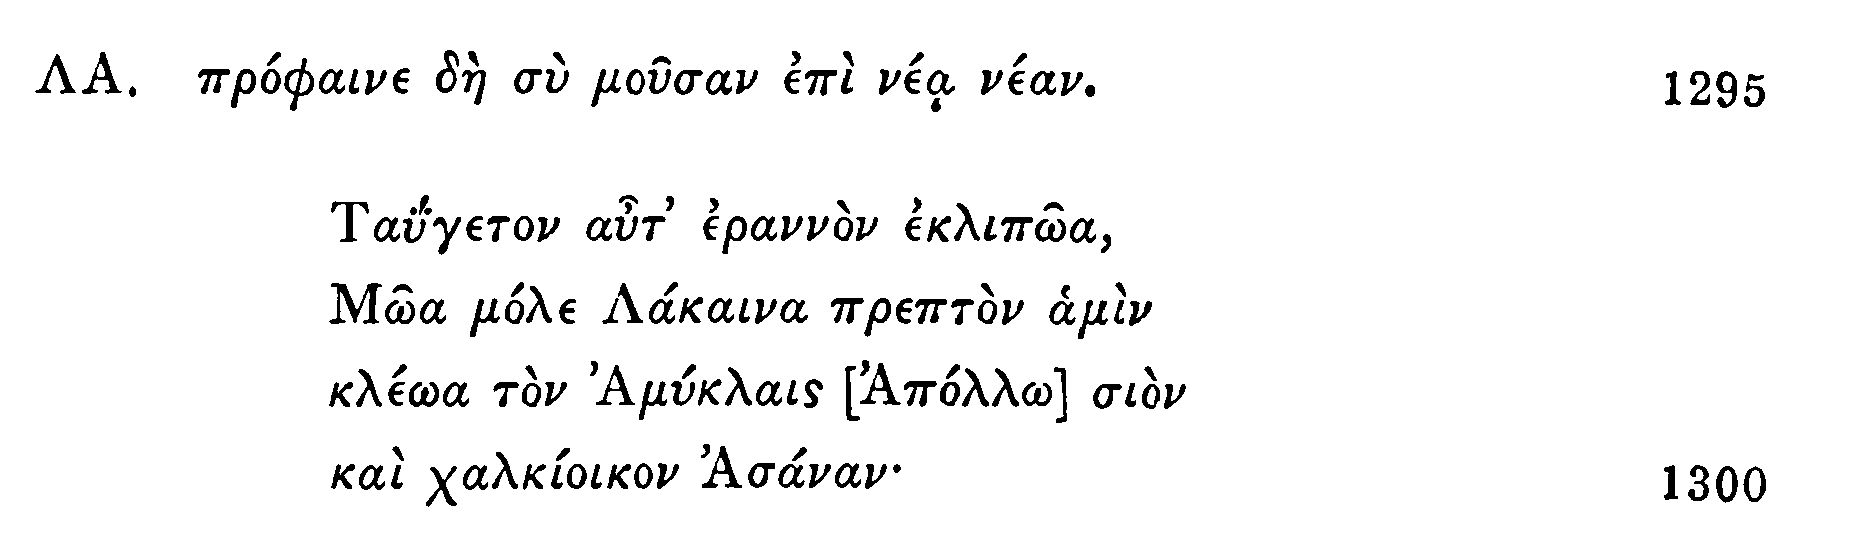 ΛΑ. πρόφαινε δὴ σὺ μοῦσαν ἐπὶ νέᾳ νέαν. 1295
Ταΰγετον αὖτ’ ἐραννὸν ἐκλιπῶα,
Μῶα μόλε Λάκαινα πρεπτὸν ἁμὶν
κλέωα τὸν Ἀμύκλαις [Ἀπόλλω] σιὸν
καὶ χαλκίοικον Ἀσάναν· 1300